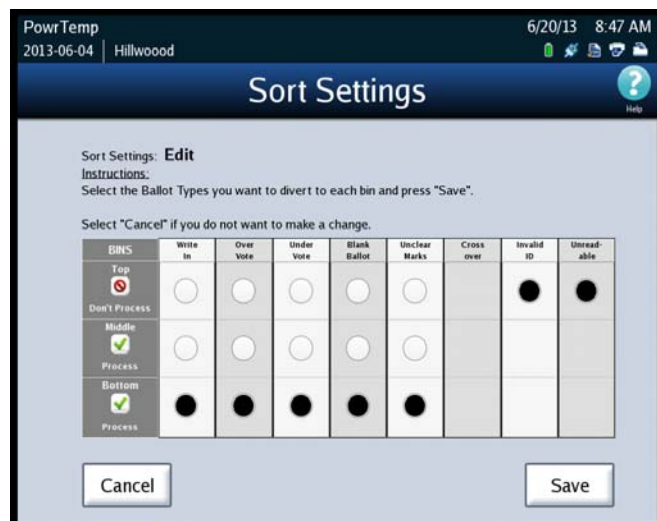 PowrTemp 6/20/13 8:47 AM
2013-06-04 Hillwoood
Sort Settings
Help
Sort Settings: Edit
Instructions:
Select the Ballot Types you want to divert to each bin and press "Save".
Select "Cancel" if you do not want to make a change.
BINS Write In Over Vote Under Vote Blank Ballot Unclear Marks Cross over Invalid ID Unread-able
Top
Don't Process
Middle
Process
Bottom
Process
Cancel Save